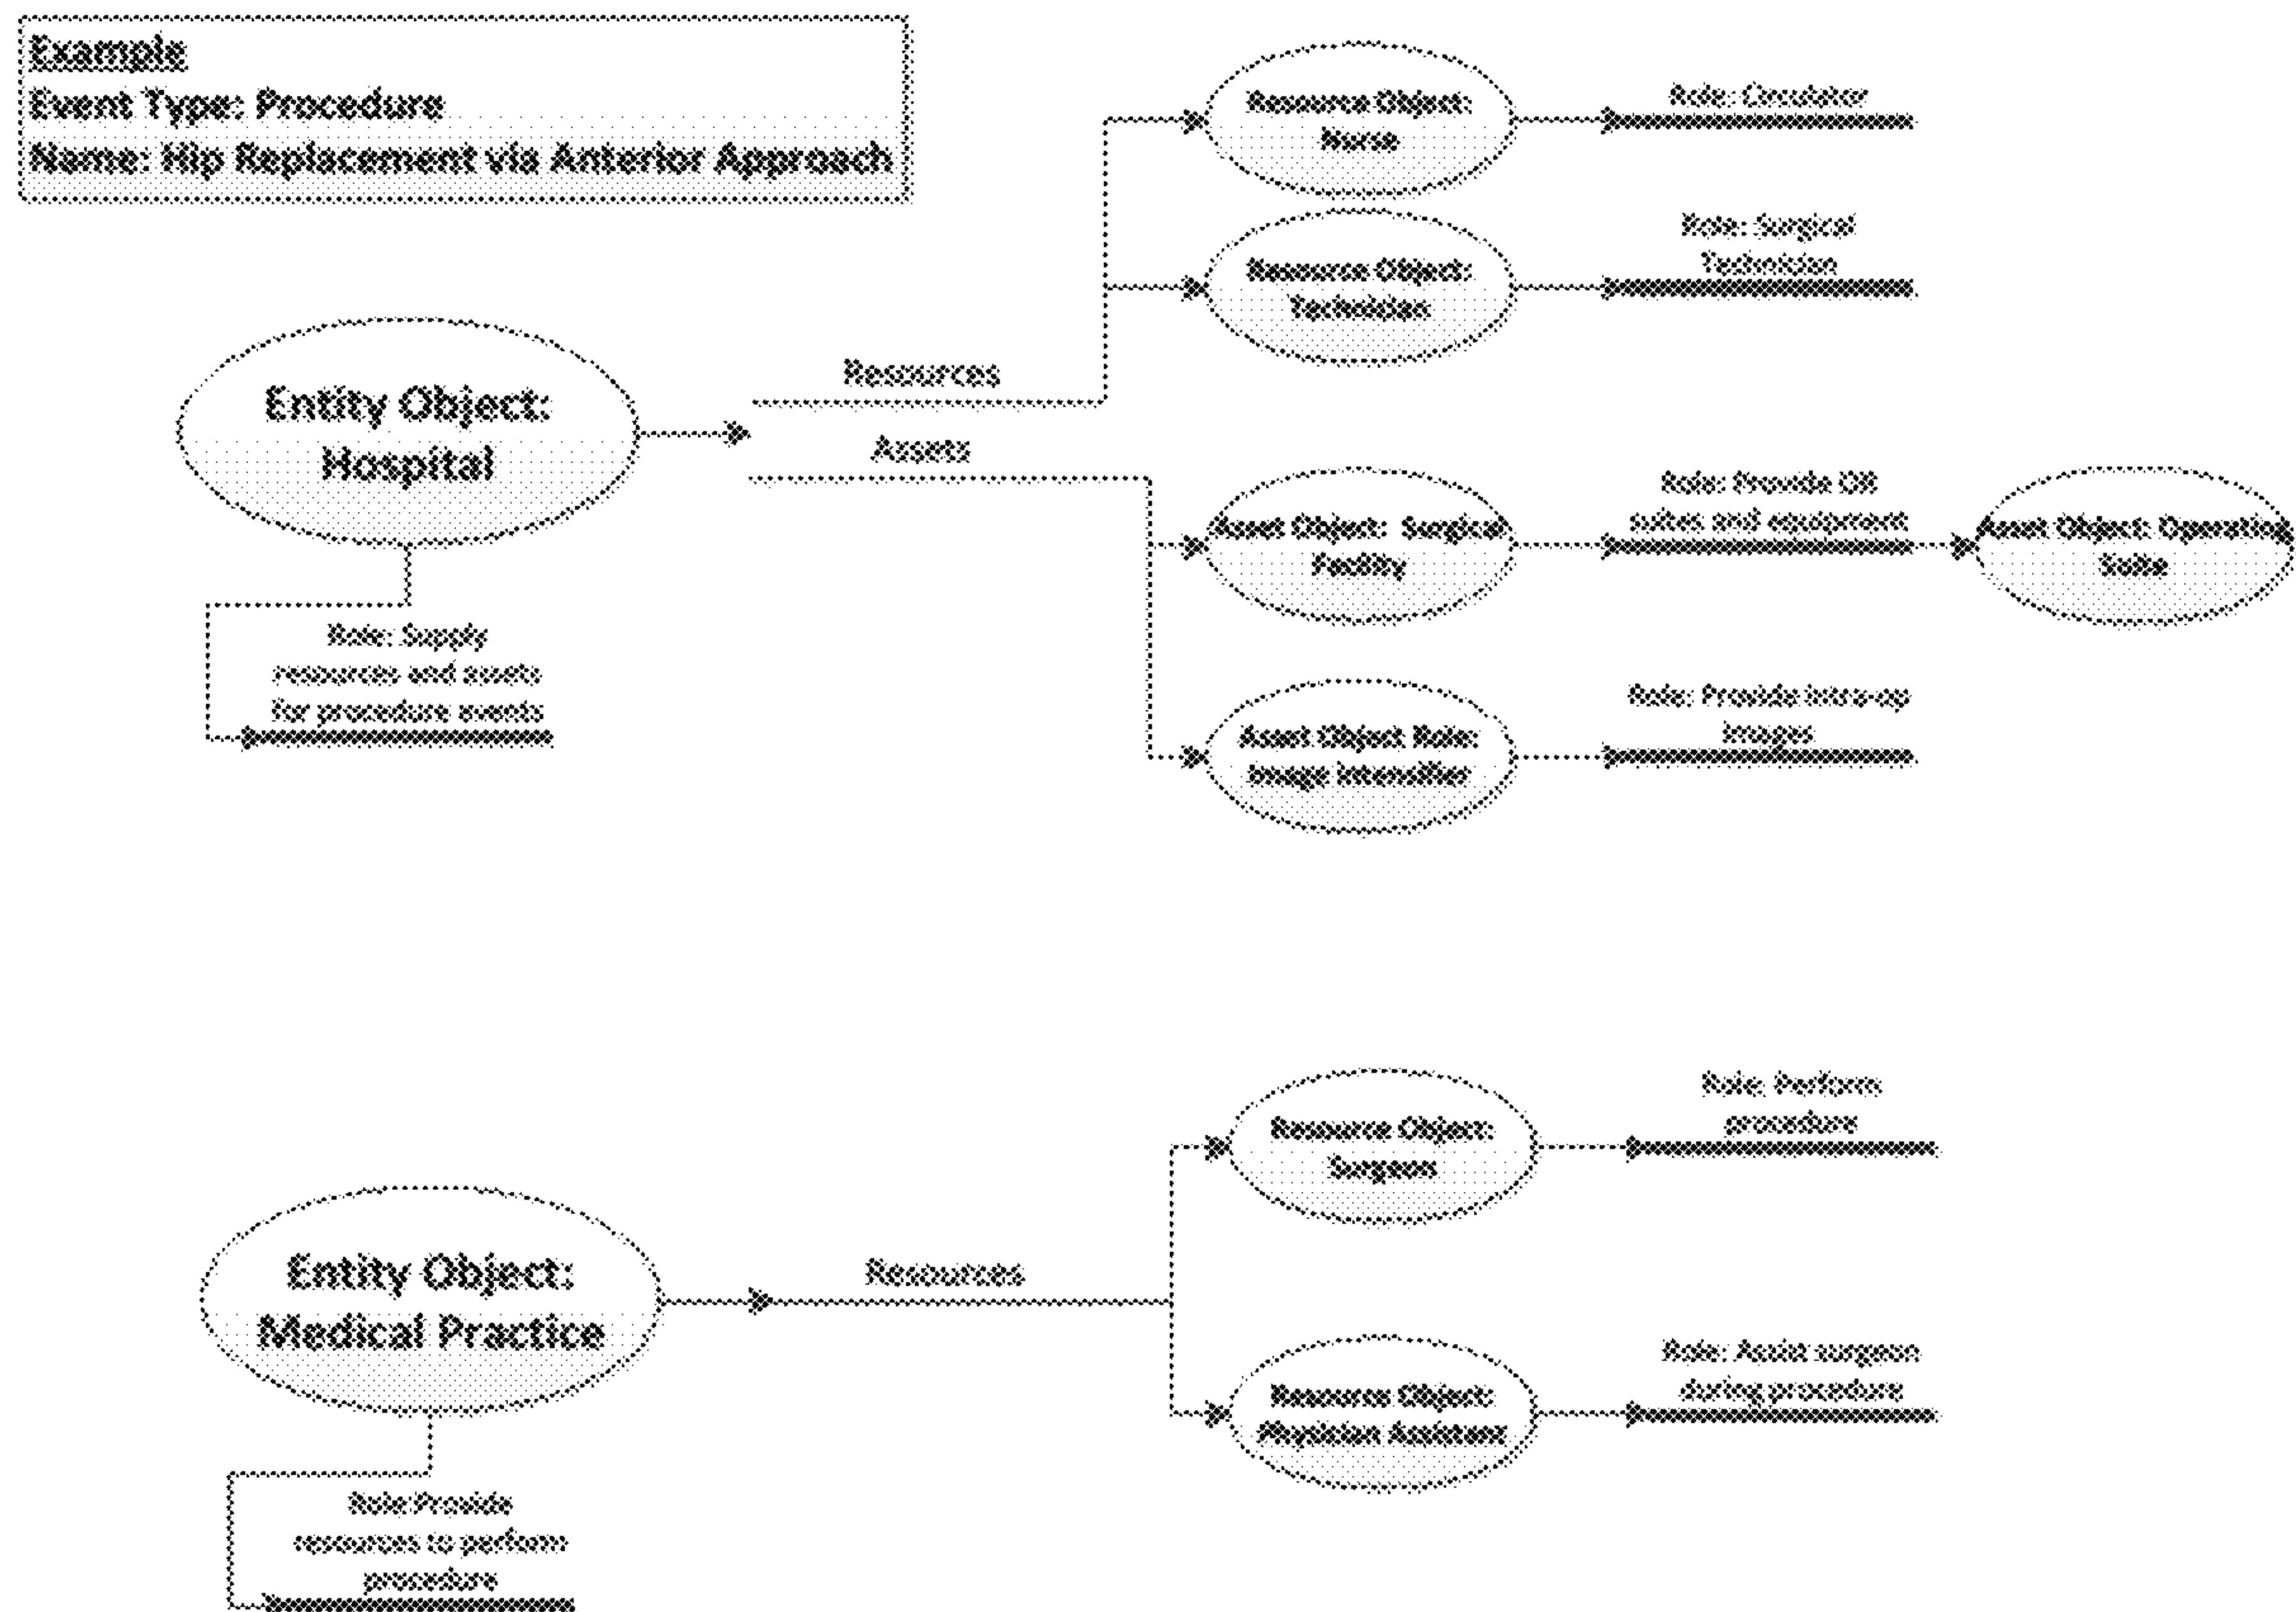 Example
Event Type: Procedure
Name: Hip Replacement via Anterior Approach
Resource Object:
Nurse
Role: Circulator
Resource Object:
Technician
Role: Surgical
Technician
Entity Object:
Hospital
Resources
Assets
Asset Object: Surgical
Facility
Role: Provide OR
suites and equipment
Asset Object: Operating
Suite
Role: Supply
resources and assets
for procedure events
Asset Object Role:
Image Intensifier
Role: Provide intra-op
images
Entity Object:
Medical Practice
Resources
Resource Object:
Surgeon
Role: Perform
procedure
Resource Object:
Physician Assistant
Role: Assist surgeon
during procedure
Role: Provide
resources to perform
procedure